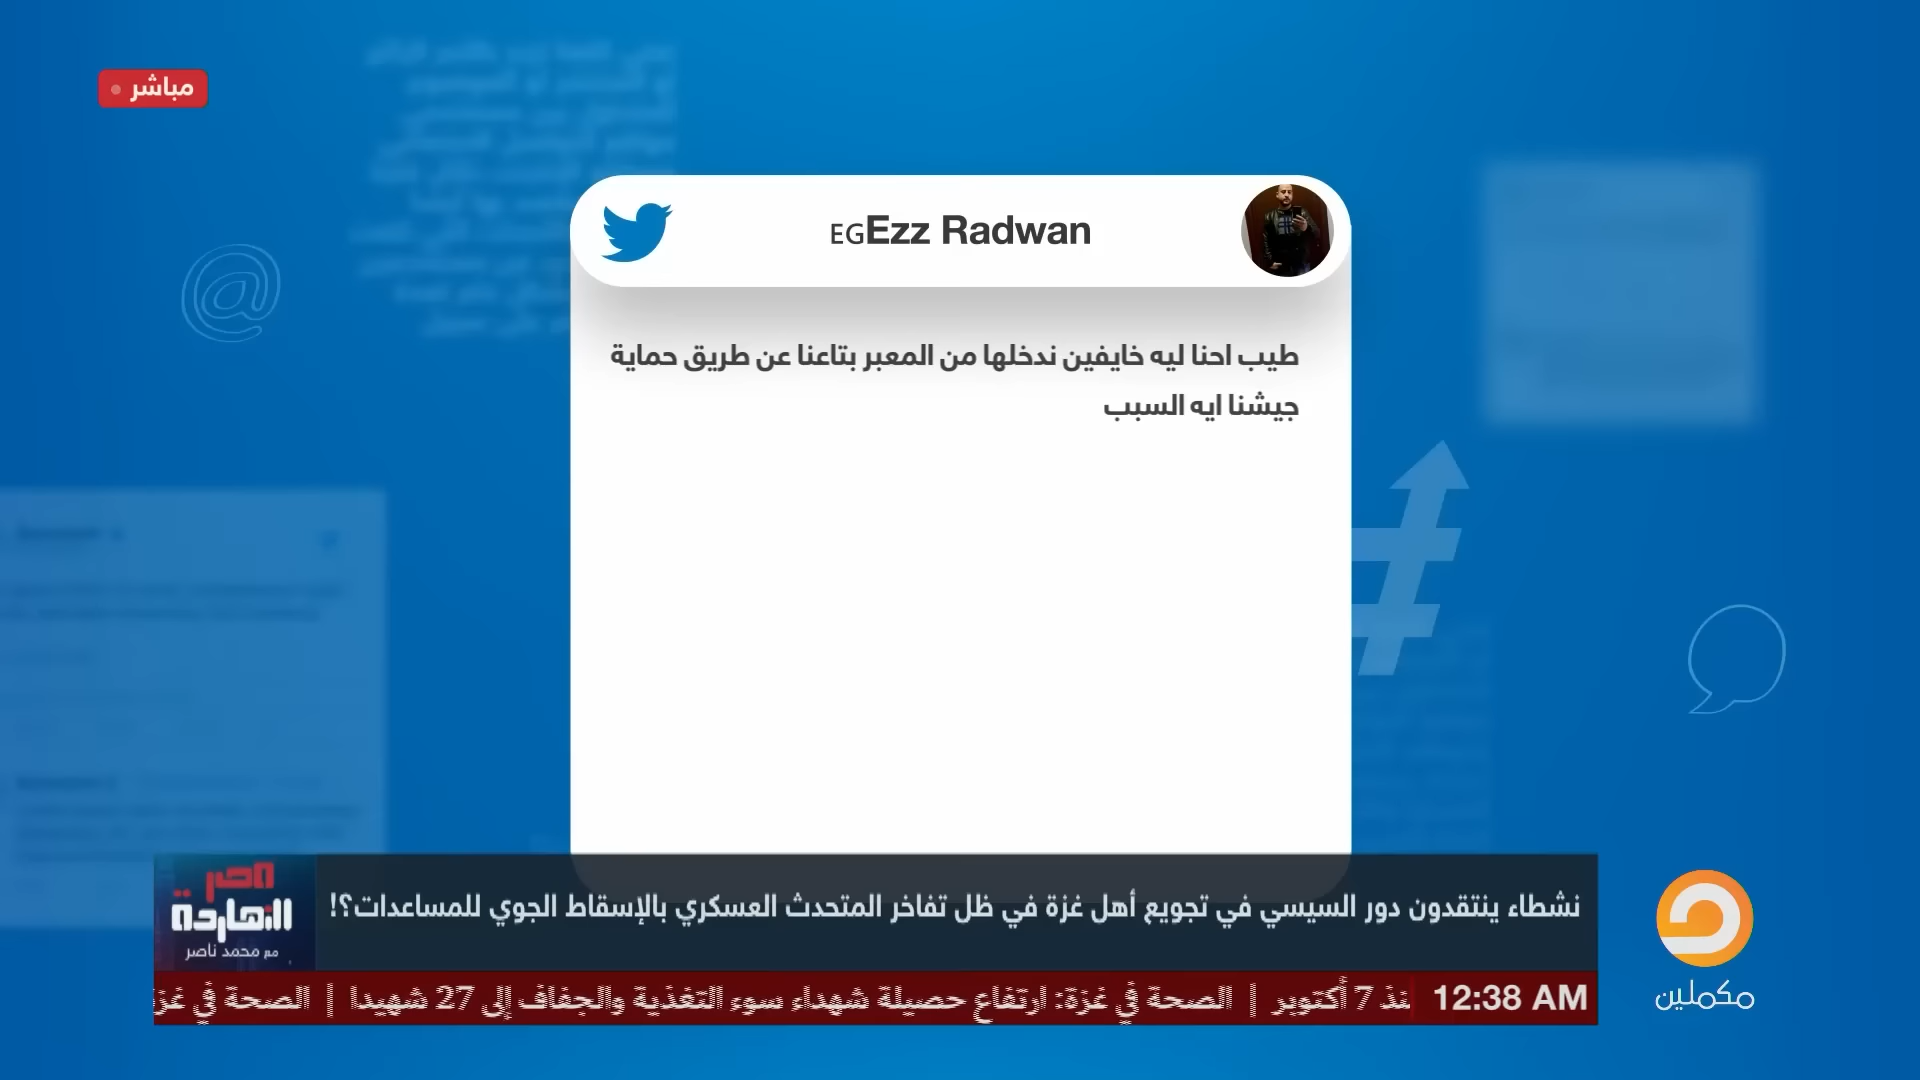 مباشر
EGEzz Radwan
طيب احنا ليه خايفين ندخلها من المعبر بتاعنا عن طريق حماية
جيشنا ايه السبب
مصر
النهاردة
مع محمد ناصر
نشطاء ينتقدون دور السيسي في تجويع أهل غزة في ظل تفاخر المتحدث العسكري بالإسقاط الجوي للمساعدات؟!
12:38 AM
7 أكتوبر | الصحة في غزة: ارتفاع حصيلة شهداء سوء التغذية والجفاف إلى 27 شهيدا | الصحة في
مكملين